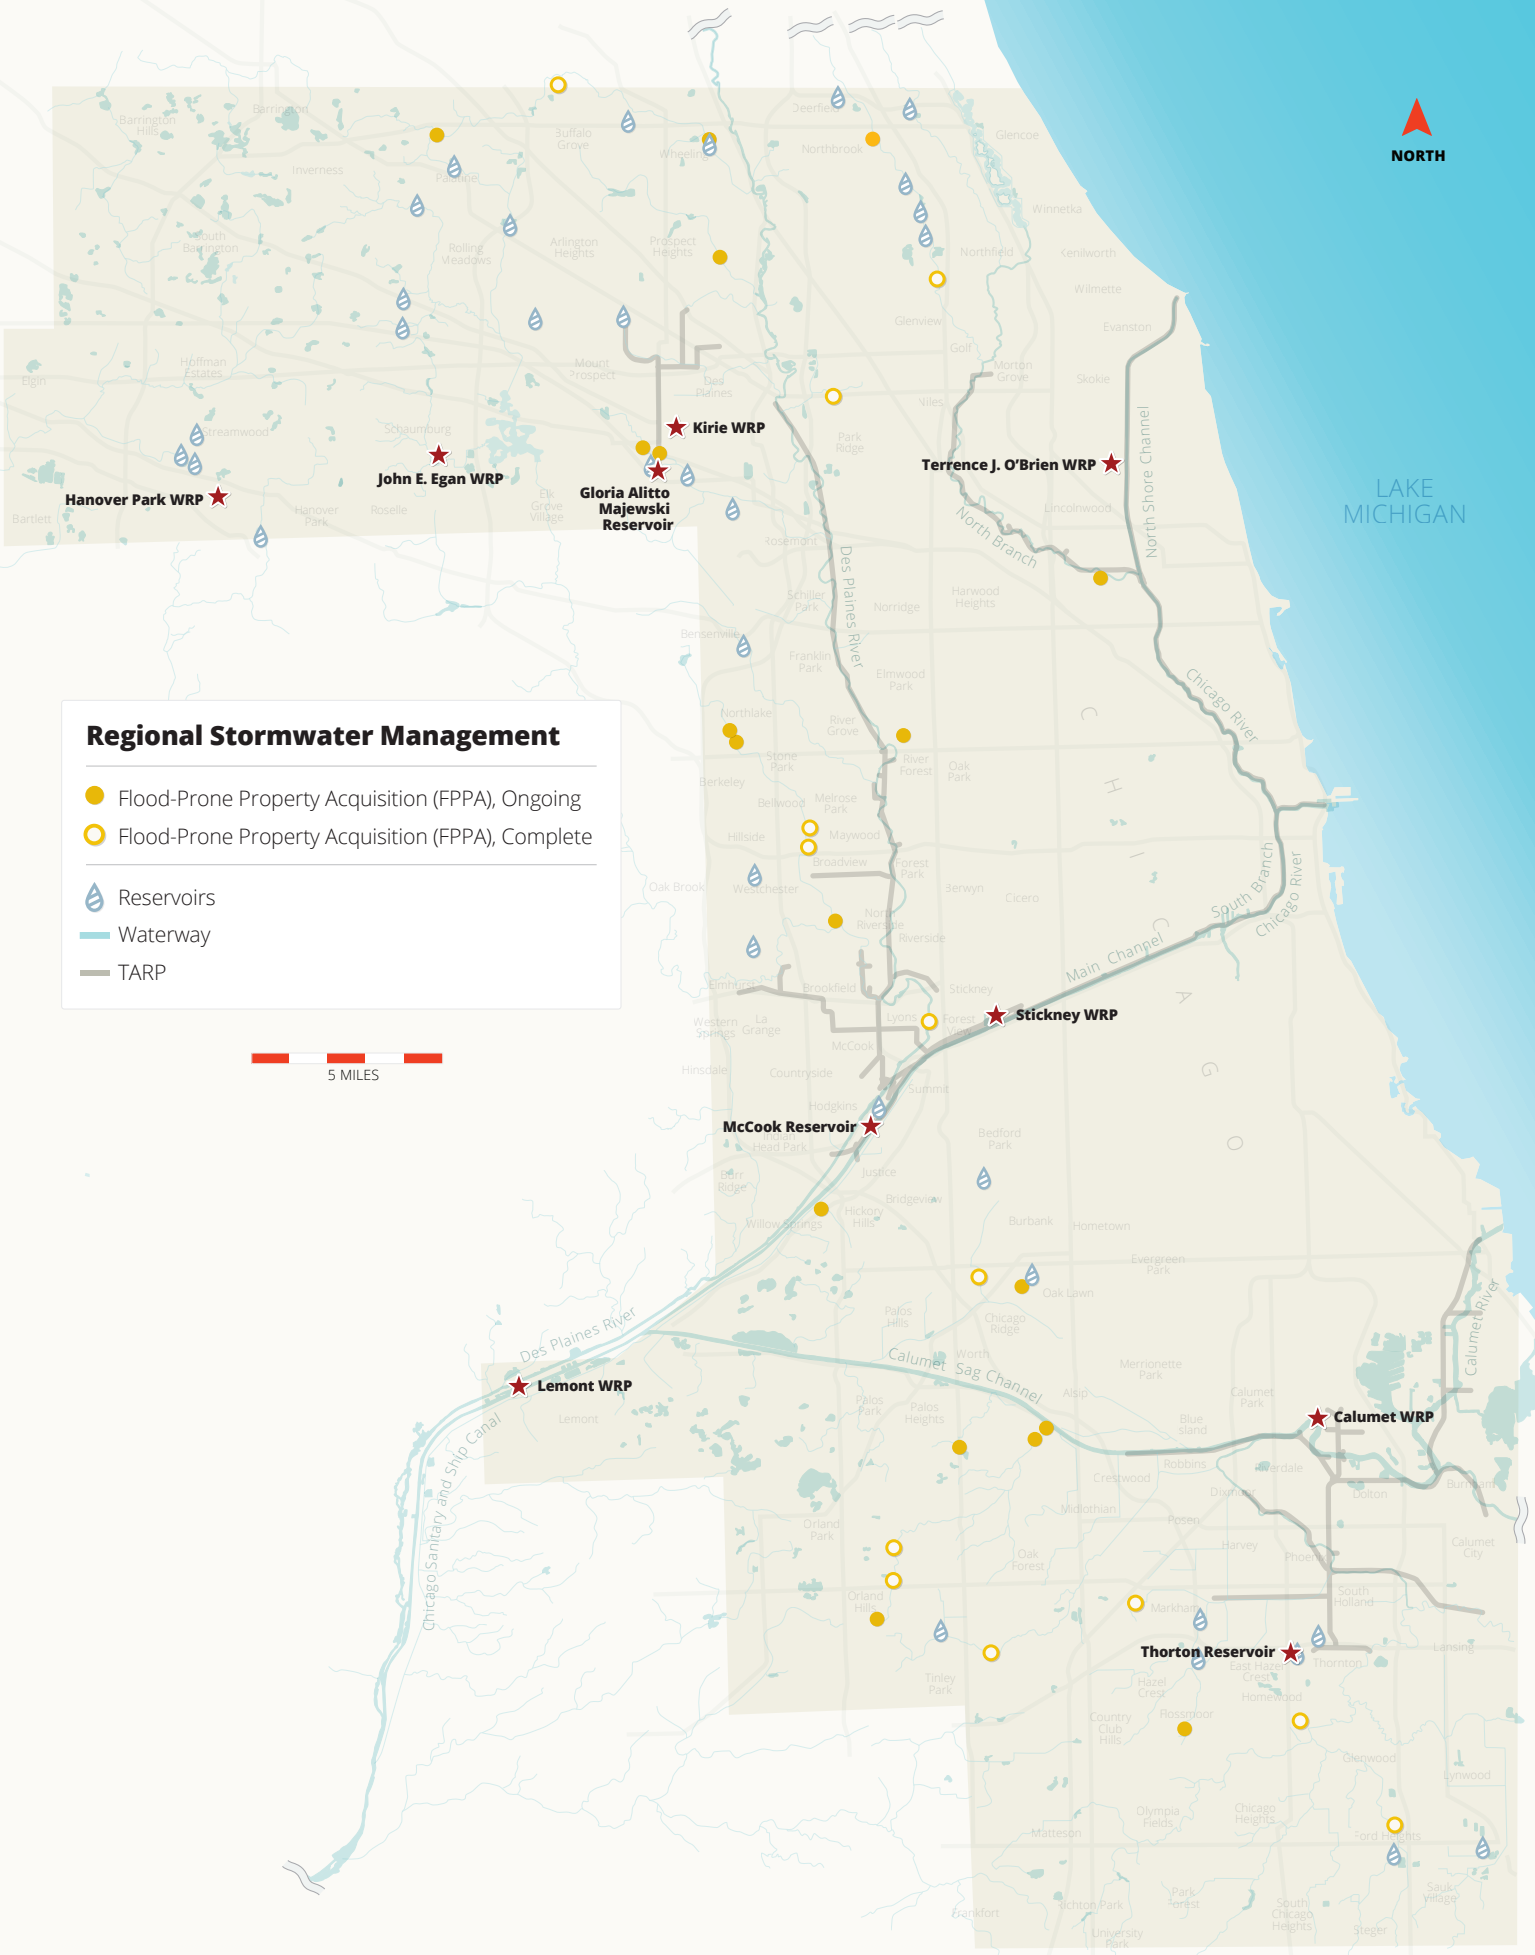 Deerfield
Barrington
Barrington
Hills
Buffalo
Grove
Glencoe
Wheeling
Northbrook
NORTH
Inverness
Palatine
Winnetka
South
Barrington
Arlington
Heights
Prospect
Heights
Rolling
Meadows
Northfield
Kenilworth
Wilmette
Glenview
Evanston
Golf
Hoffman
Estates
Mount
Prospect
Morton
Grove
Elgin
Des
Plaines
Skokie
Niles
Streamwood
Schaumburg
Kirie WRP
Park
Ridge
North Shore Channel
Terrence J. O’Brien WRP
John E. Egan WRP
Hanover Park WRP
Gloria Alitto
Majewski
Reservoir
LAKE
MICHIGAN
Elk
Grove
Village
Bartlett
Hanover
Park
Roselle
Lincolnwood
North Branch
Rosemont
Des Plaines River
Schiller
Park
Norridge
Harwood
Heights
Bensenville
Franklin
Park
Elmwood
Park
Chicago River
Northlake
River
Grove
CHICAGO
Regional Stormwater Management
Flood-Prone Property Acquisition (FPPA), Ongoing
Flood-Prone Property Acquisition (FPPA), Complete
Reservoirs
Waterway
TARP
5 MILES
Stone
Park
River
Forest
Oak
Park
Berkeley
Bellwood
Melrose
Park
Hillside
Maywood
Broadview
Forest
Park
Oak Brook
Westchester
Berwyn
Cicero
South Branch
Chicago River
North
Riverside
Riverside
Main Channel
Elmhurst
Brookfield
Stickney
Western
Springs
La
Grange
Lyons
Forest
View
Stickney WRP
McCook
Hinsdale
Countryside
Summit
Hodgkins
McCook Reservoir
Indian
Head Park
Bedford
Park
Justice
Burr
Ridge
Bridgeview
Willow Springs
Hickory
Hills
Burbank
Hometown
Evergreen
Park
Oak Lawn
Palos
Hills
Chicago
Ridge
Des Plaines River
Calumet River
Calumet Sag Channel
Worth
Merrionette
Park
Lemont WRP
Lemont
Palos
Park
Palos
Heights
Alsip
Calumet
Park
Calumet WRP
Blue
Island
Chicago Sanitary and Ship Canal
Robbins
Riverdale
Crestwood
Dixmoor
Dolton
Burnham
Midlothian
Posen
Orland
Park
Harvey
Calumet
City
Oak
Forest
Phoenix
Orland
Hills
South
Holland
Markham
Thorton Reservoir
Lansing
East Hazel
Crest
Thornton
Tinley
Park
Hazel
Crest
Homewood
Country
Club
Hills
Flossmoor
Glenwood
Lynwood
Olympia
Fields
Chicago
Heights
Matteson
Ford Heights
Sauk
Village
Park
Forest
Richton Park
South
Chicago
Heights
Frankfort
Steger
University
Park